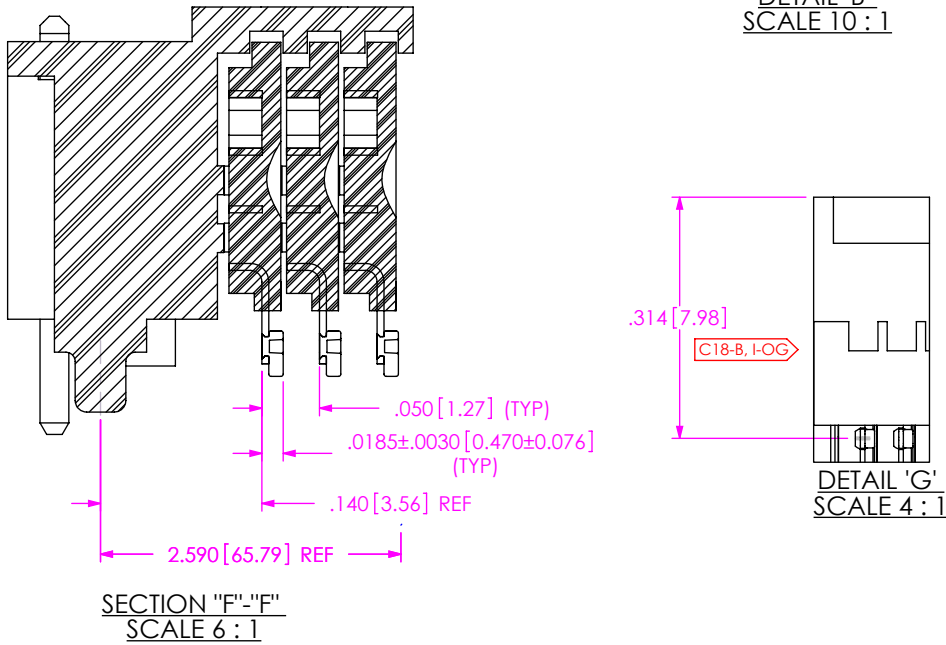 DETAIL 'B'
SCALE 10 : 1
.314 [7.98]
C18-B, I-OG
.050 [1.27] (TYP)
.0185±.0030 [0.470±0.076]
(TYP)
.140 [3.56] REF
2.590 [65.79] REF
DETAIL 'G'
SCALE 4 : 1
SECTION "F"-"F"
SCALE 6 : 1